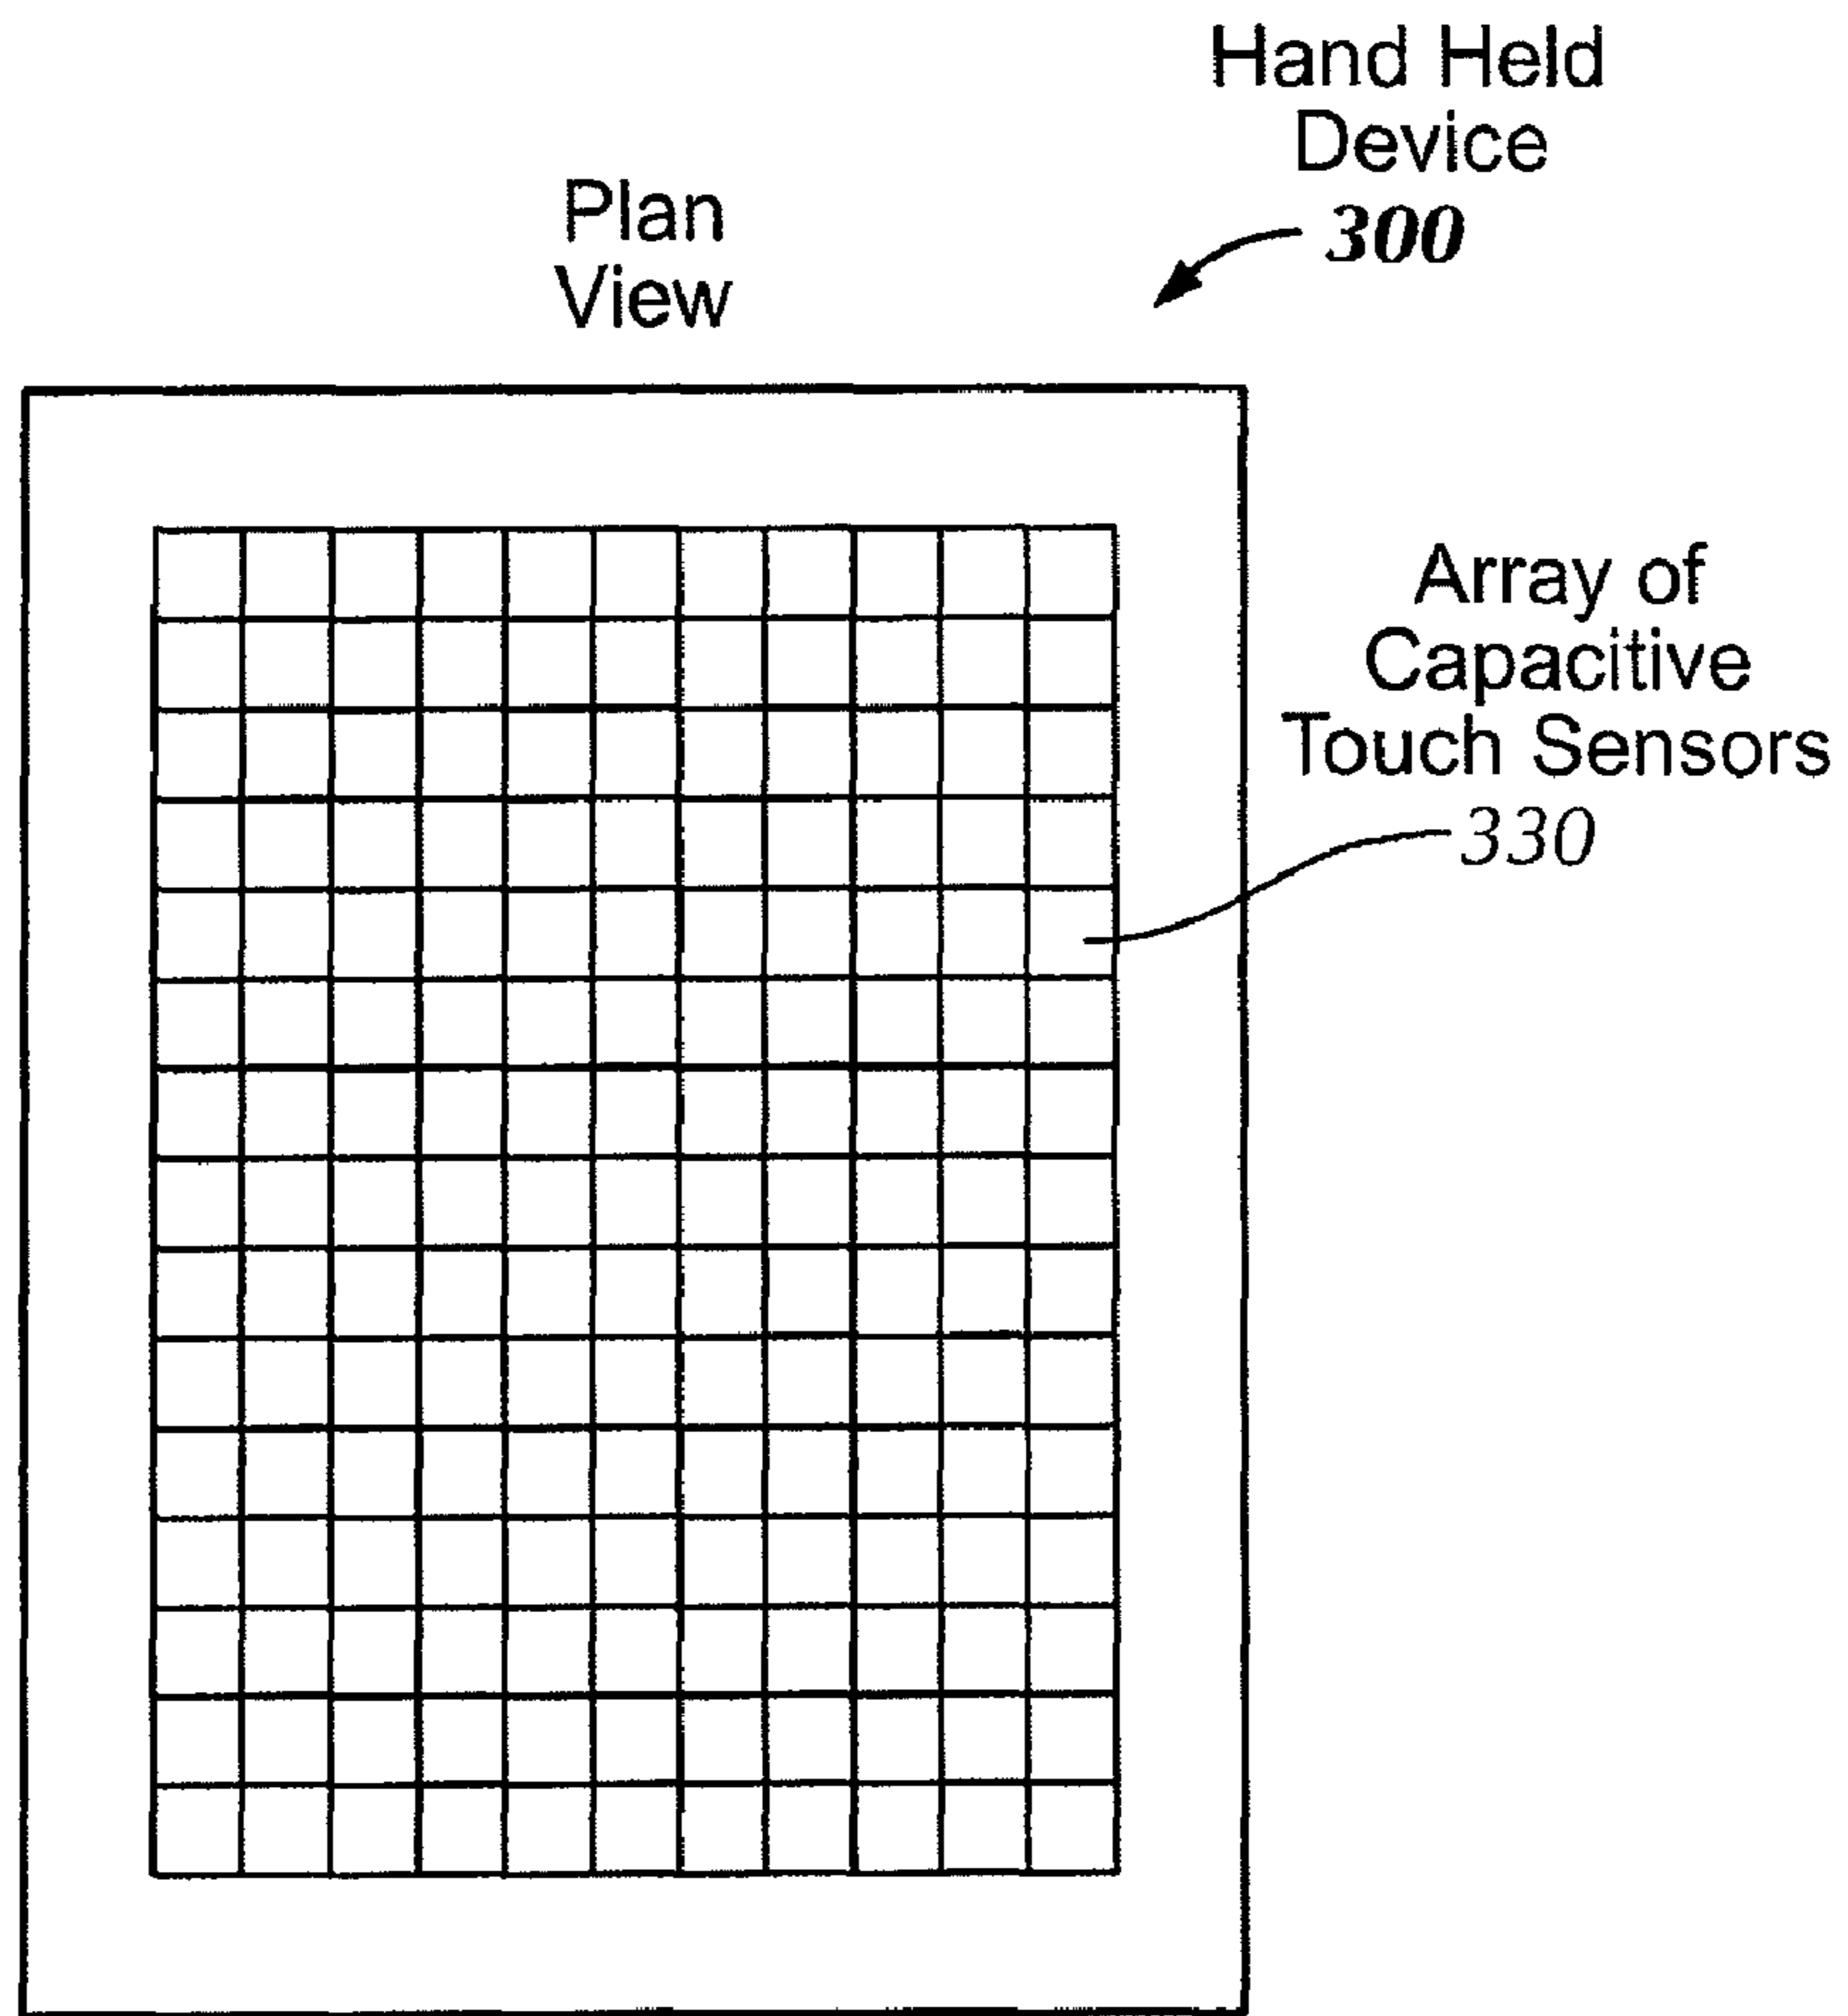 Hand Held
Device
300
Plan
View
Array of
Capacitive
Touch Sensors
330